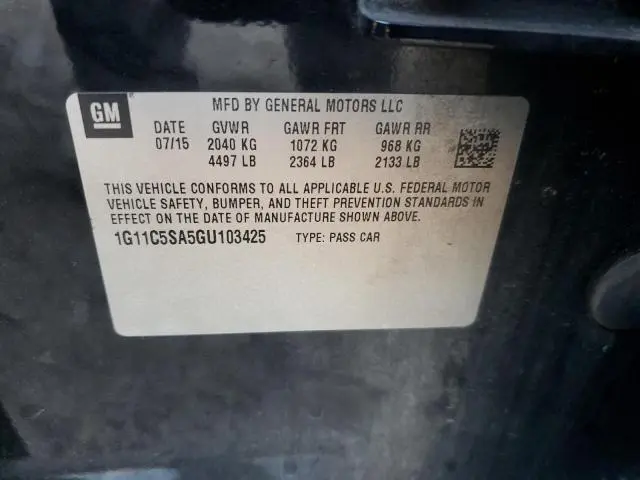 GM
MFD BY GENERAL MOTORS LLC
DATE GVWR GAWR FRT GAWR RR
07/15 2040 KG 1072 KG 968 KG
4497 LB 2364 LB 2133 LB
THIS VEHICLE CONFORMS TO ALL APPLICABLE U.S. FEDERAL MOTOR
VEHICLE SAFETY, BUMPER, AND THEFT PREVENTION STANDARDS IN
EFFECT ON THE DATE OF MANUFACTURE SHOWN ABOVE.
1G11C5SA5GU103425 TYPE: PASS CAR